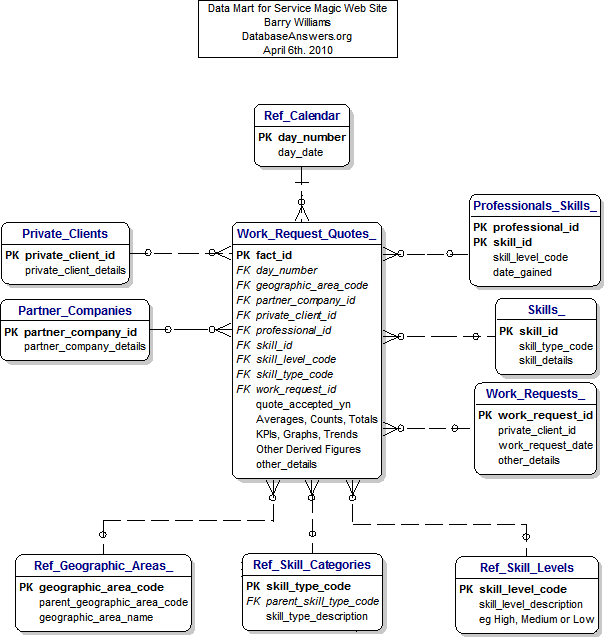 Data Mart for Service Magic Web Site
Barry Williams
DatabaseAnswers.org
April 6th. 2010
Ref_Calendar
PK day_number
day_date
Private_Clients
PK private_client_id
private_client_details
Partner_Companies
PK partner_company_id
partner_company_details
Work_Request_Quotes_
PK fact_id
FK day_number
FK geographic_area_code
FK partner_company_id
FK private_client_id
FK professional_id
FK skill_id
FK skill_level_code
FK skill_type_code
FK work_request_id
quote_accepted_yn
Averages, Counts, Totals
KPIs, Graphs, Trends
Other Derived Figures
other_details
Professionals_Skills_
PK professional_id
PK skill_id
skill_level_code
date_gained
Skills_
PK skill_id
skill_type_code
skill_details
Work_Requests_
PK work_request_id
private_client_id
work_request_date
other_details
Ref_Geographic_Areas_
PK geographic_area_code
parent_geographic_area_code
geographic_area_name
Ref_Skill_Categories
PK skill_type_code
FK parent_skill_type_code
skill_type_description
Ref_Skill_Levels
PK skill_level_code
skill_level_description
eg High, Medium or Low